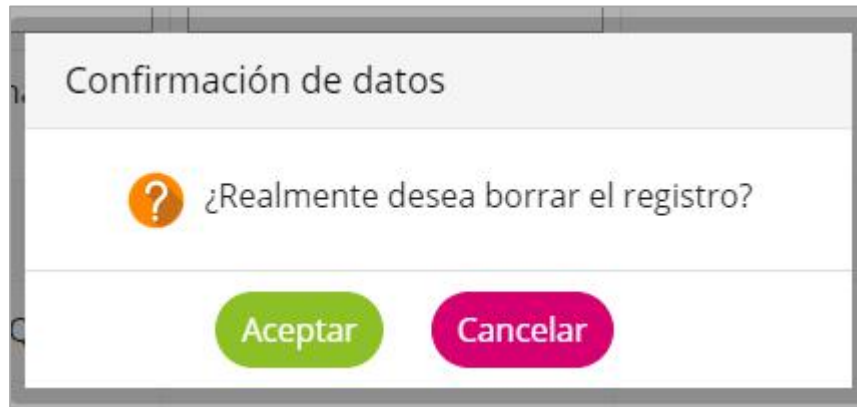 Confirmación de datos
¿Realmente desea borrar el registro?
Aceptar Cancelar